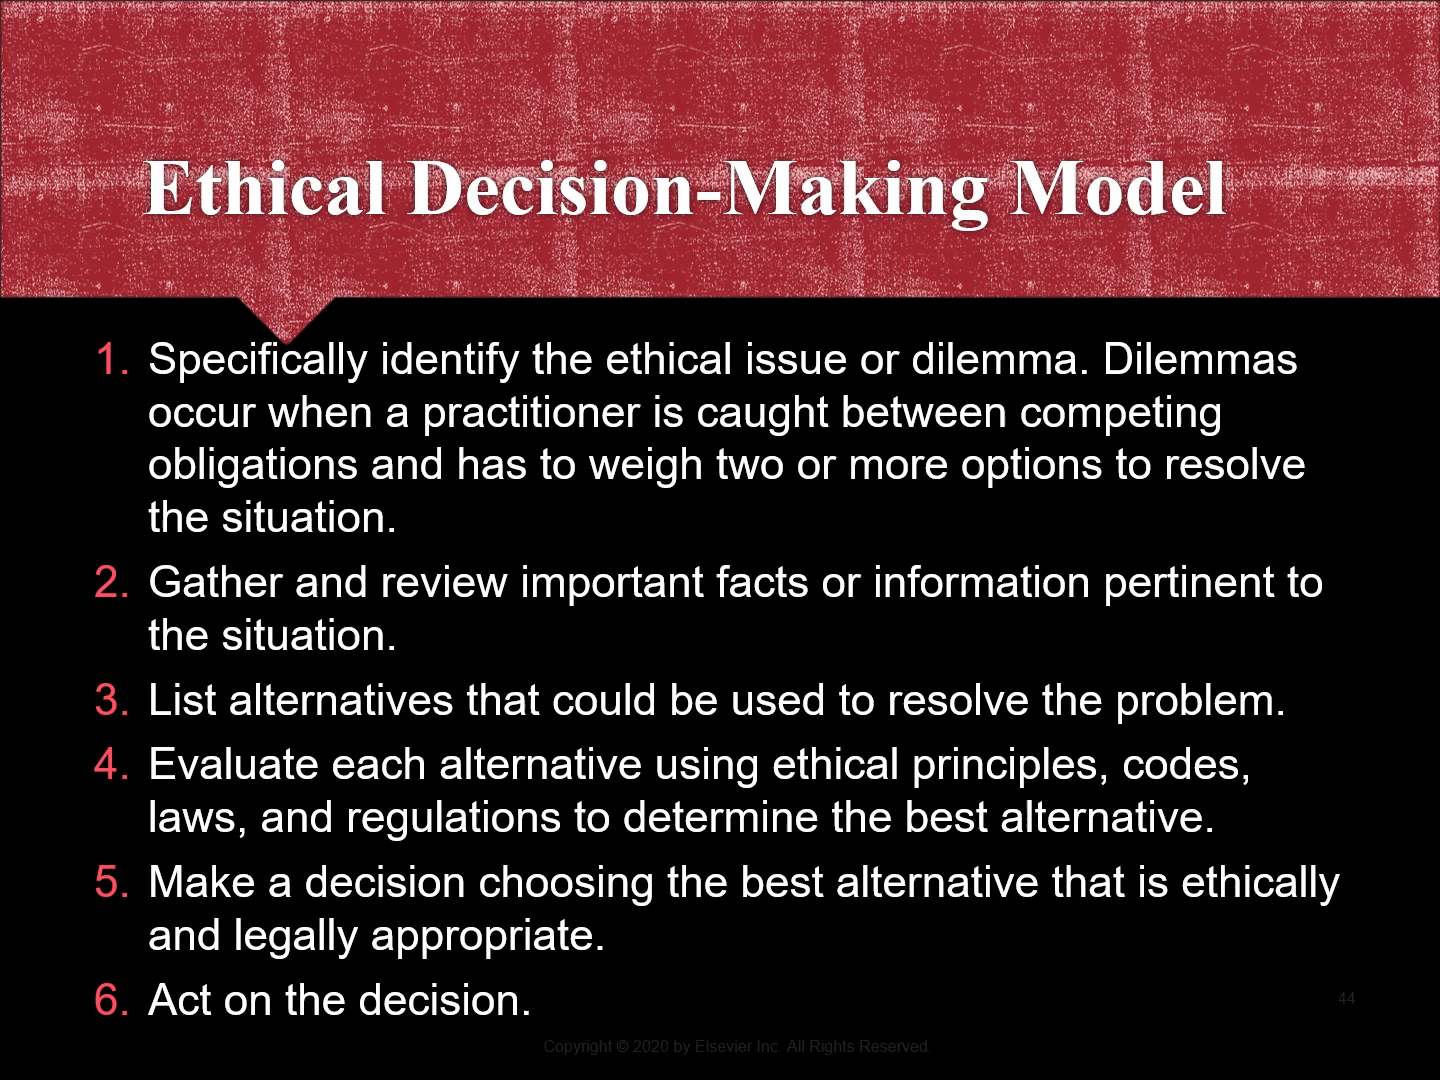 Ethical Decision-Making Model
1. Specifically identify the ethical issue or dilemma. Dilemmas
occur when a practitioner is caught between competing
obligations and has to weigh two or more options to resolve
the situation.
2. Gather and review important facts or information pertinent to
the situation.
3. List alternatives that could be used to resolve the problem.
4. Evaluate each alternative using ethical principles, codes,
laws, and regulations to determine the best alternative.
5. Make a decision choosing the best alternative that is ethically
and legally appropriate.
6. Act on the decision.
44
Copyright © 2020 by Elsevier Inc. All Rights Reserved.